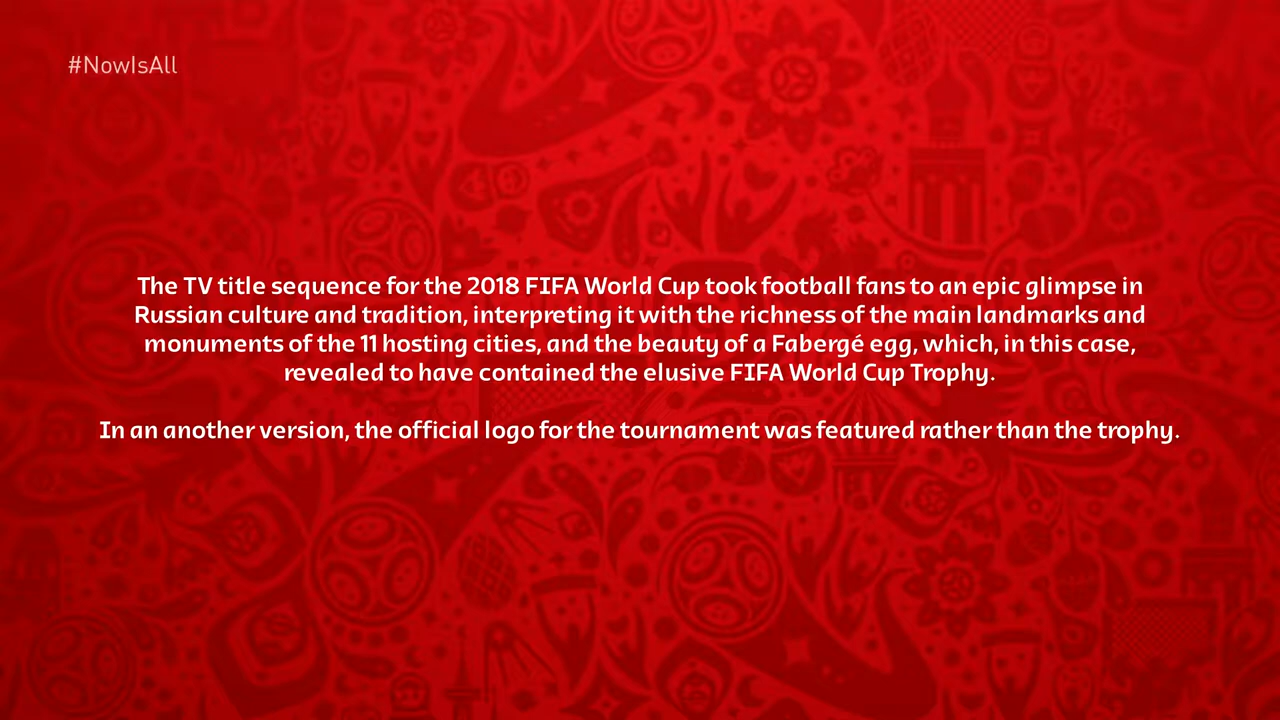 #NowIsAll
The TV title sequence for the 2018 FIFA World Cup took football fans to an epic glimpse in
Russian culture and tradition, interpreting it with the richness of the main landmarks and
monuments of the 11 hosting cities, and the beauty of a Fabergé egg, which, in this case,
revealed to have contained the elusive FIFA World Cup Trophy.
In an another version, the official logo for the tournament was featured rather than the trophy.